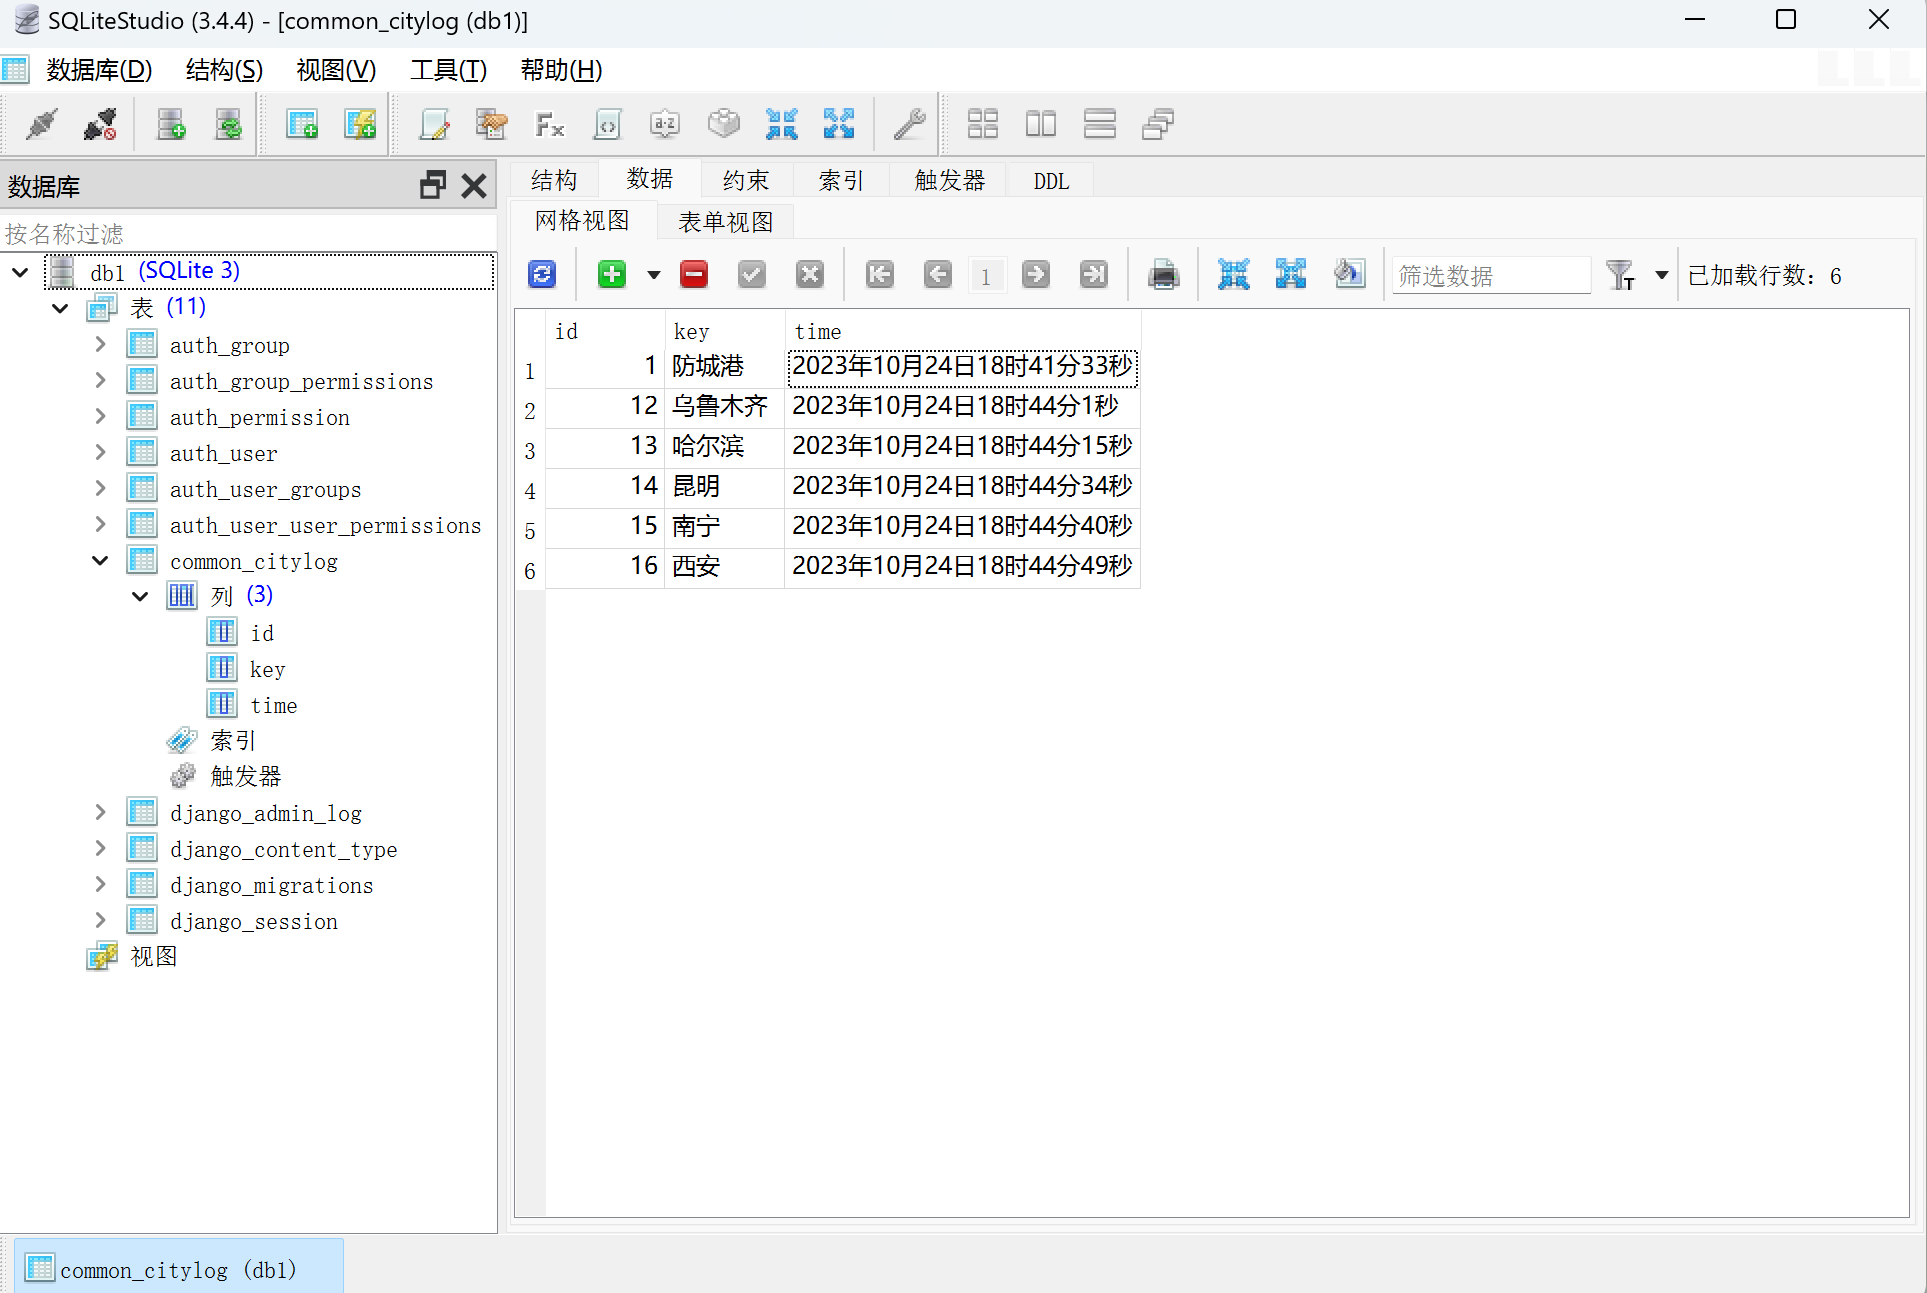 SQLiteStudio (3.4.4) - [common_citylog (db1)]
数据库(D) 结构(S) 视图(V) 工具(T) 帮助(H)
数据库
按名称过滤
db1 (SQLite 3)
表 (11)
auth_group
auth_group_permissions
auth_permission
auth_user
auth_user_groups
auth_user_user_permissions
common_citylog
列 (3)
id
key
time
索引
触发器
django_admin_log
django_content_type
django_migrations
django_session
视图
结构 数据 约束 索引 触发器 DDL
网格视图 表单视图
1 筛选数据 已加载行数：6
id key time
1 1 防城港 2023年10月24日18时41分33秒
2 12 乌鲁木齐 2023年10月24日18时44分1秒
3 13 哈尔滨 2023年10月24日18时44分15秒
4 14 昆明 2023年10月24日18时44分34秒
5 15 南宁 2023年10月24日18时44分40秒
6 16 西安 2023年10月24日18时44分49秒
common_citylog (db1)